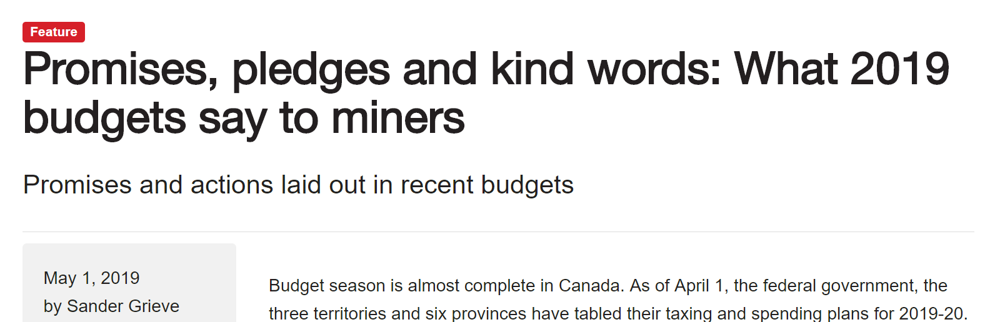 Feature
Promises, pledges and kind words: What 2019
budgets say to miners
Promises and actions laid out in recent budgets
May 1, 2019
by Sander Grieve
Budget season is almost complete in Canada. As of April 1, the federal government, the
three territories and six provinces have tabled their taxing and spending plans for 2019-20.